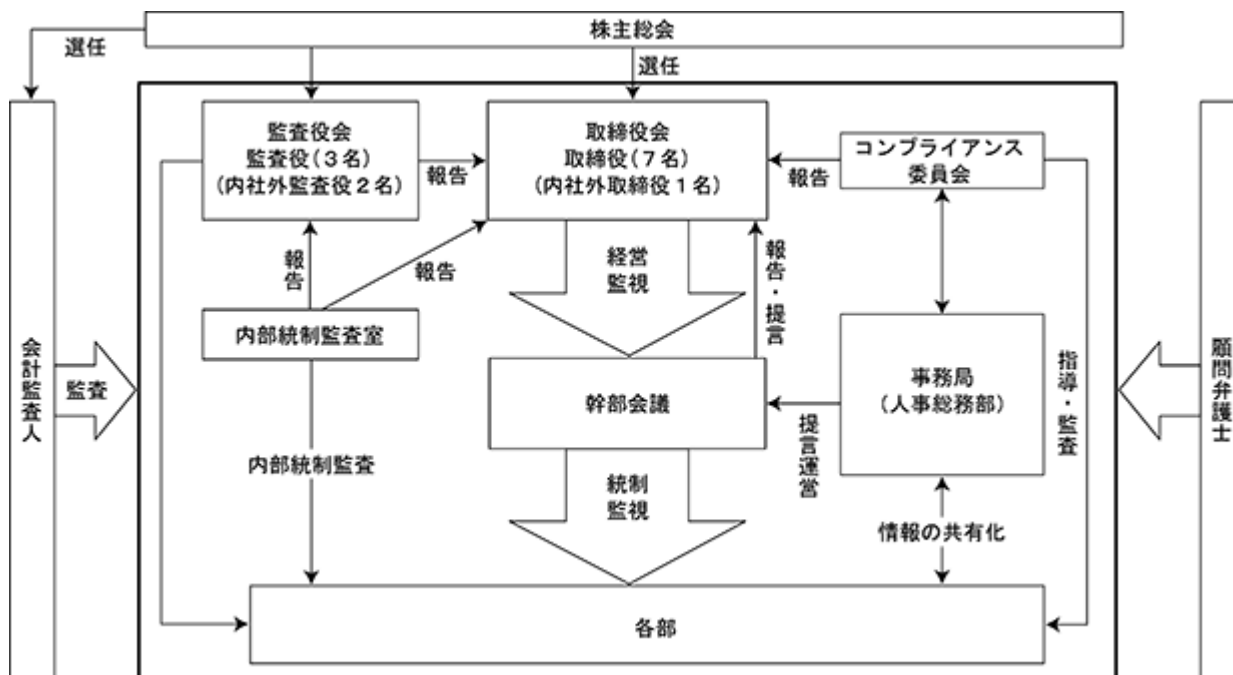 株主総会
選任
選任
監査役会
監査役(3名)
(内社外監査役2名)
報告
取締役会
取締役(7名)
(内社外取締役1名)
報告
コンプライアンス
委員会
報告
報告
経営
監視
報告・提言
内部統制監査室
会計監査人
監査
幹部会議
事務局
(人事総務部)
指導・監査
顧問弁護士
提言運営
内部統制監査
統制
監視
情報の共有化
各部